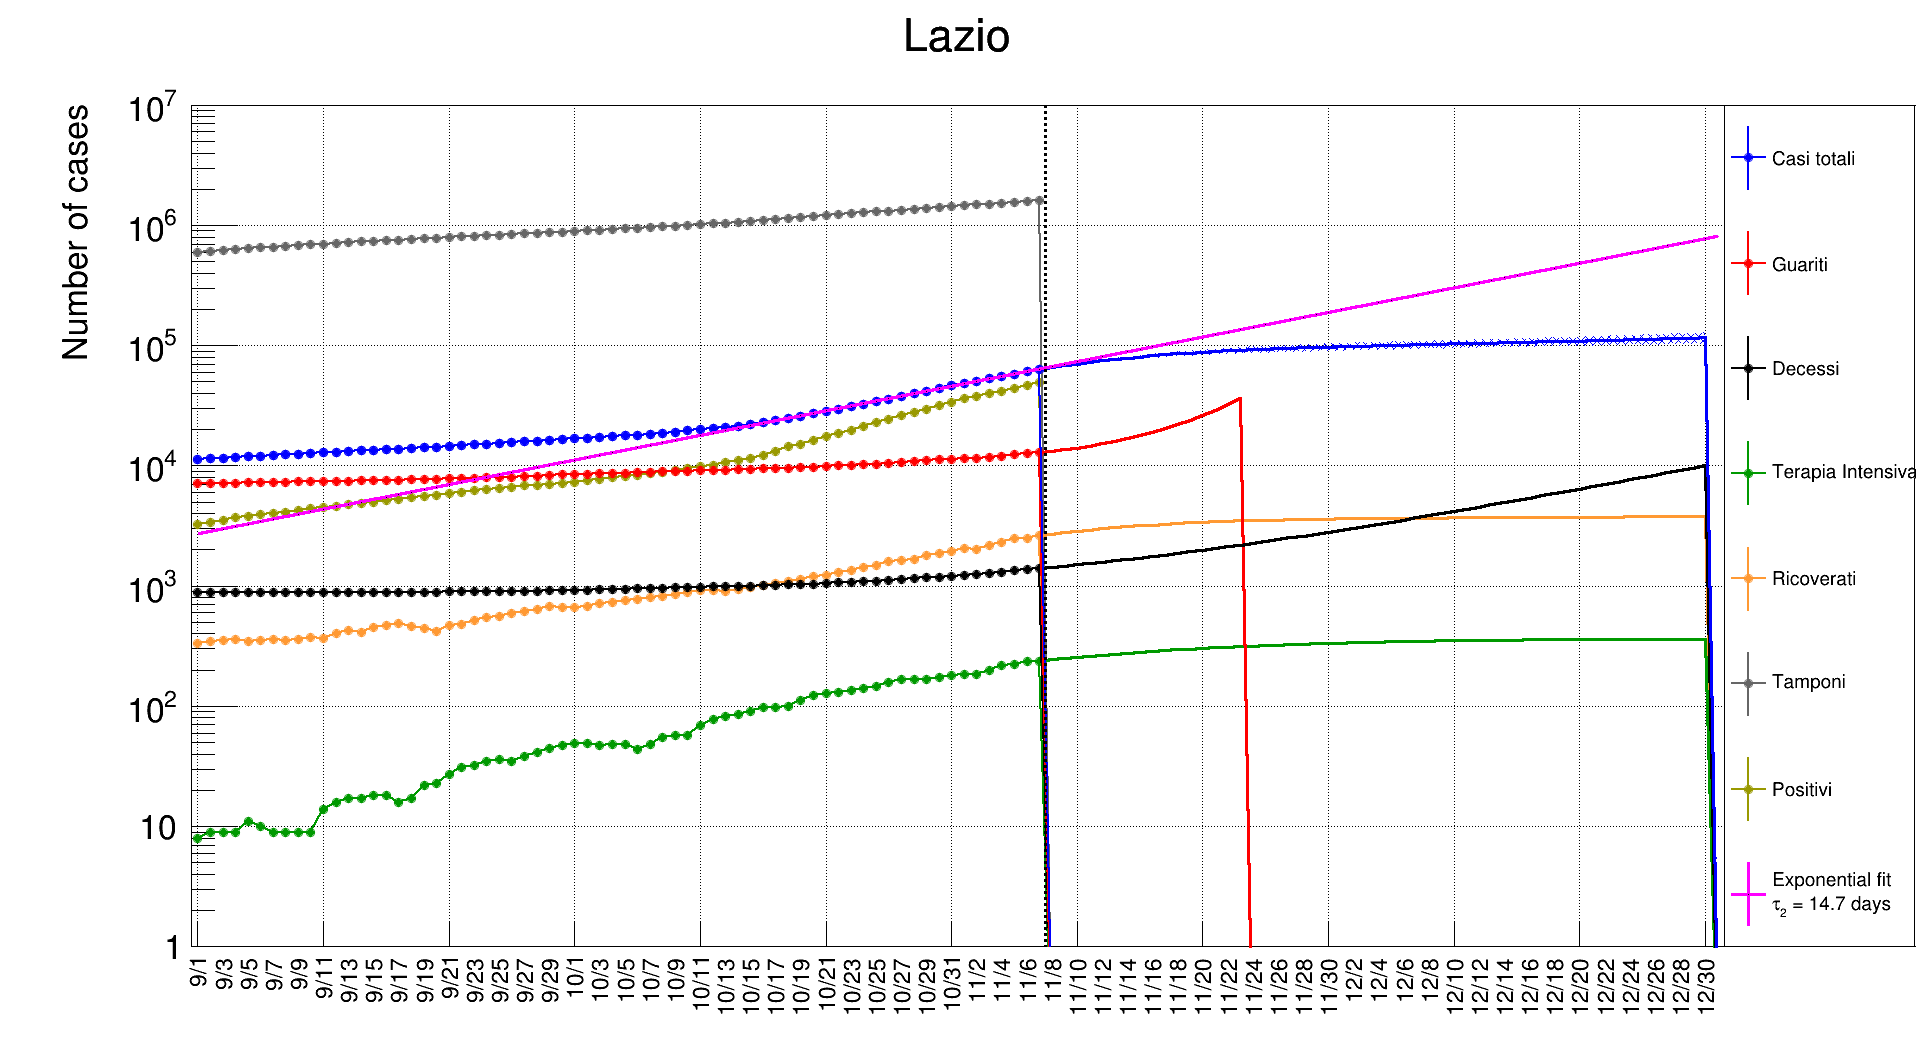 Lazio
Number of cases
10^7
10^6
10^5
10^4
10^3
10^2
10
1
9/1 9/3 9/5 9/7 9/9 9/11 9/13 9/15 9/17 9/19 9/21 9/23 9/25 9/27 9/29 10/1 10/3 10/5 10/7 10/9 10/11 10/13 10/15 10/17 10/19 10/21 10/23 10/25 10/27 10/29 10/31 11/2 11/4 11/6 11/8 11/10 11/12 11/14 11/16 11/18 11/20 11/22 11/24 11/26 11/28 11/30 12/2 12/4 12/6 12/8 12/10 12/12 12/14 12/16 12/18 12/20 12/22 12/24 12/26 12/28 12/30
Casi totali
Guariti
Decessi
Terapia Intensiva
Ricoverati
Tamponi
Positivi
Exponential fit
τ₂ = 14.7 days